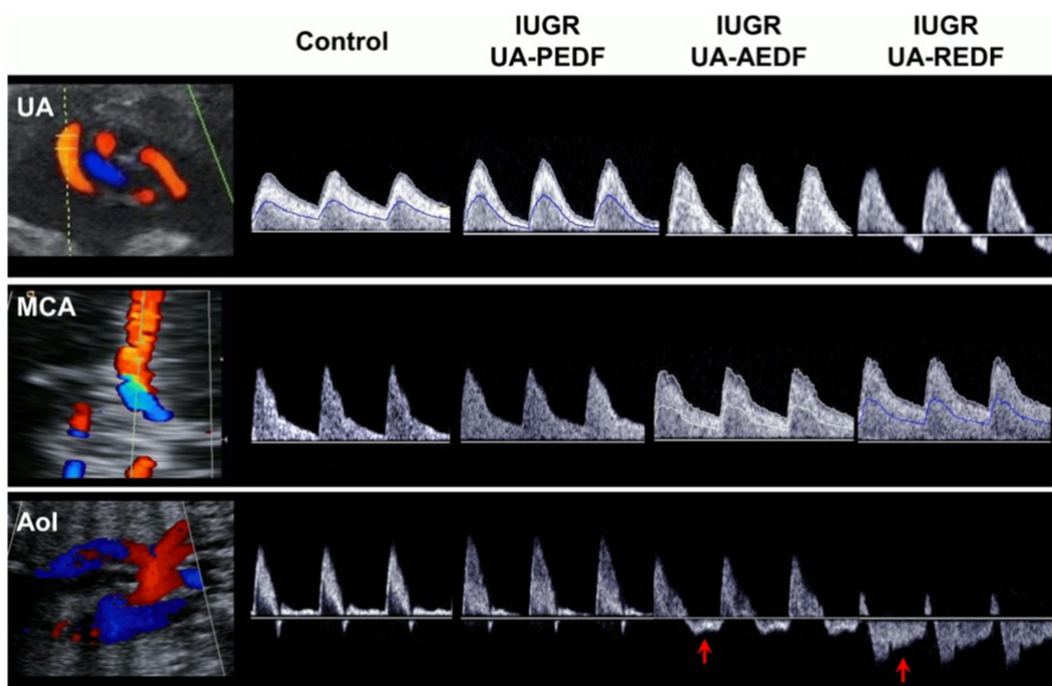 Control
IUGR
UA-PEDF
IUGR
UA-AEDF
IUGR
UA-REDF
UA
MCA
AoI